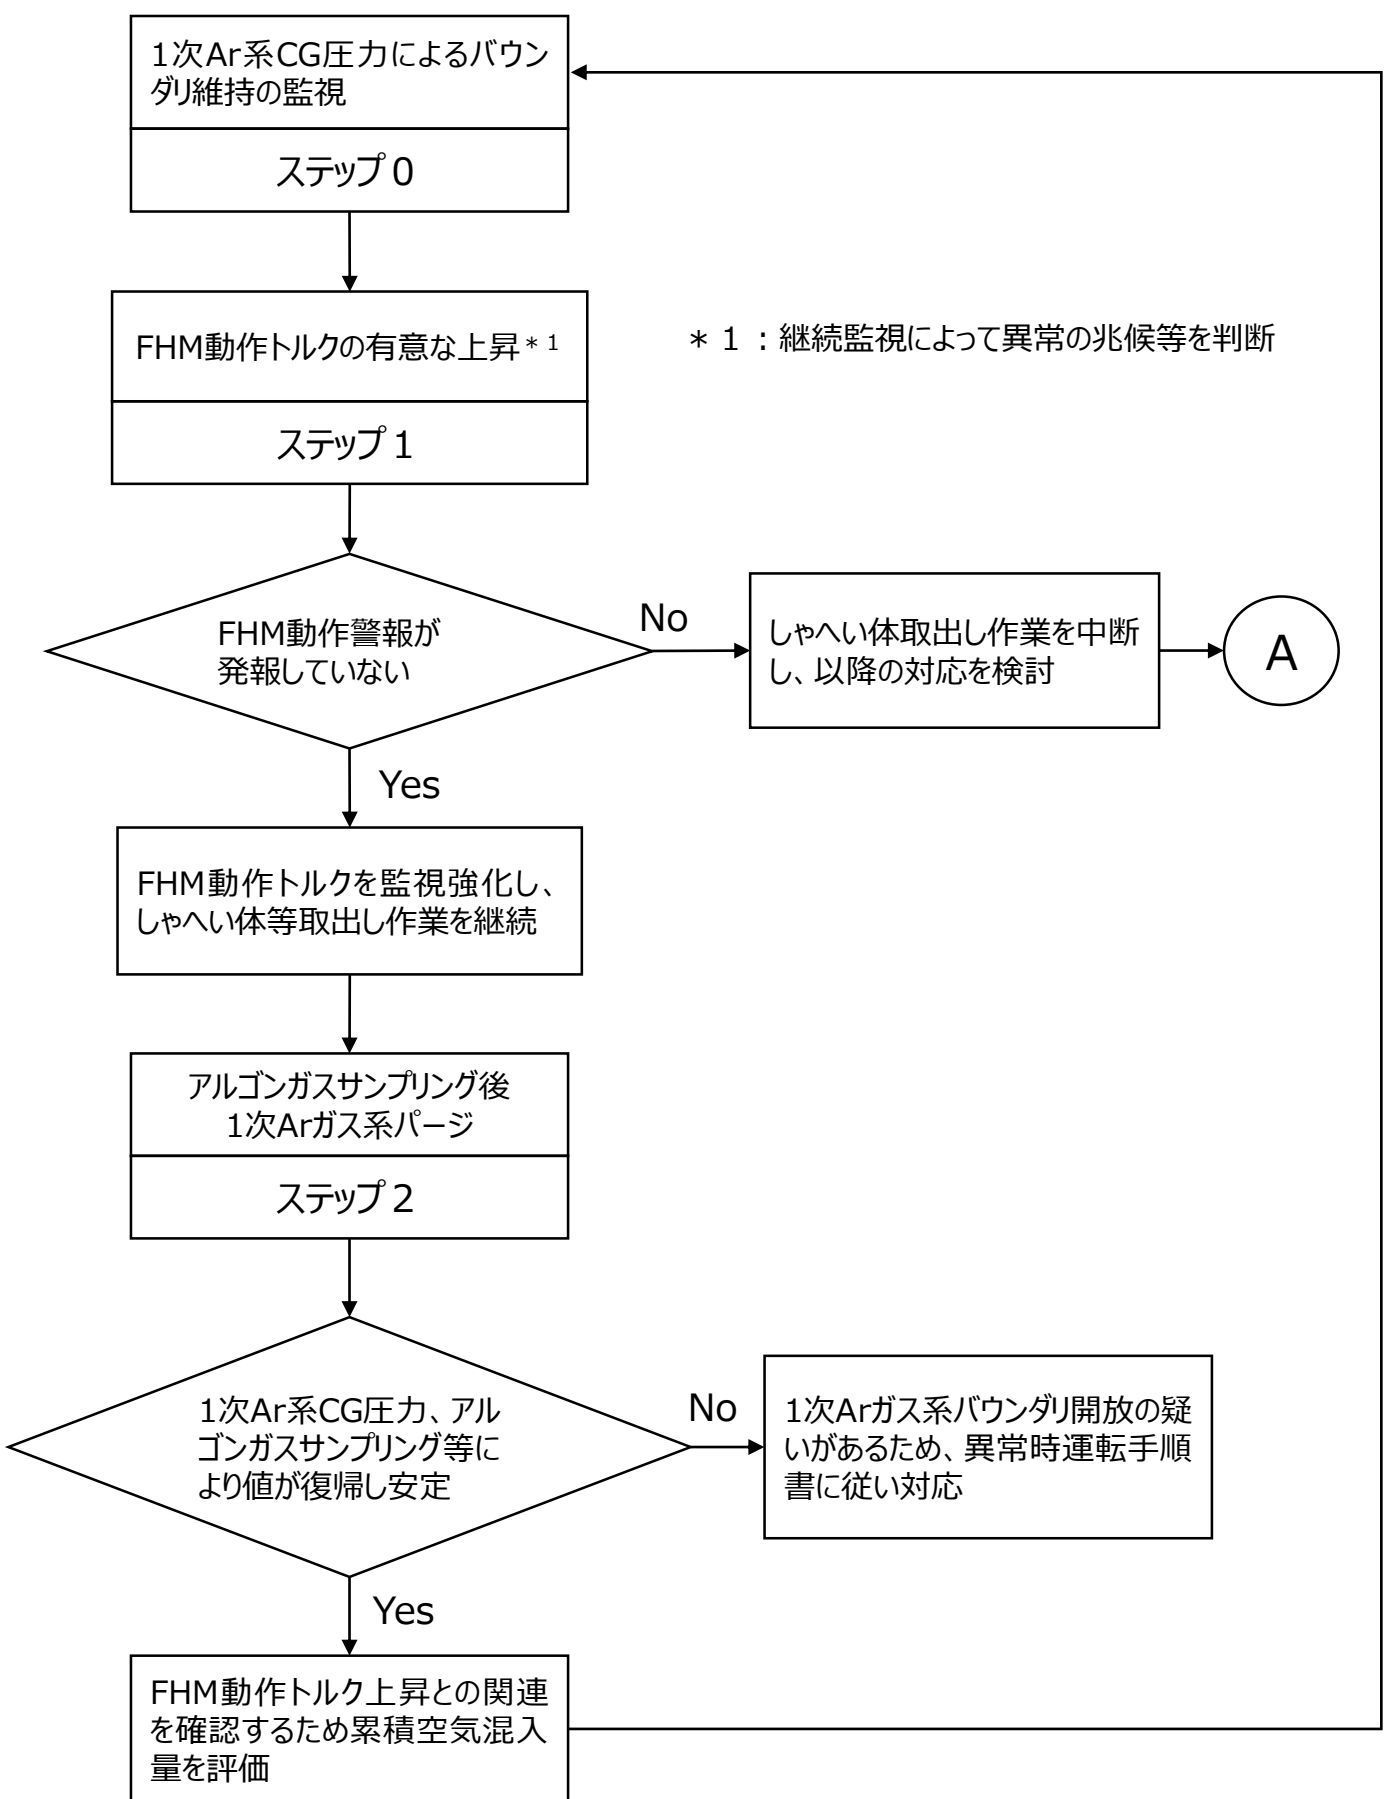 1次Ar系CG圧力によるバウン
ダリ維持の監視
ステップ0
FHM動作トルクの有意な上昇*1
*1：継続監視によって異常の兆候等を判断
ステップ1
FHM動作警報が
発報していない
No
しゃへい体取出し作業を中断
し、以降の対応を検討
A
Yes
FHM動作トルクを監視強化し、
しゃへい体等取出し作業を継続
アルゴンガスサンプリング後
1次Arガス系パージ
ステップ2
1次Ar系CG圧力、アル
ゴンガスサンプリング等に
より値が復帰し安定
No
1次Arガス系バウンダリ開放の疑
いがあるため、異常時運転手順
書に従い対応
Yes
FHM動作トルク上昇との関連
を確認するため累積空気混入
量を評価